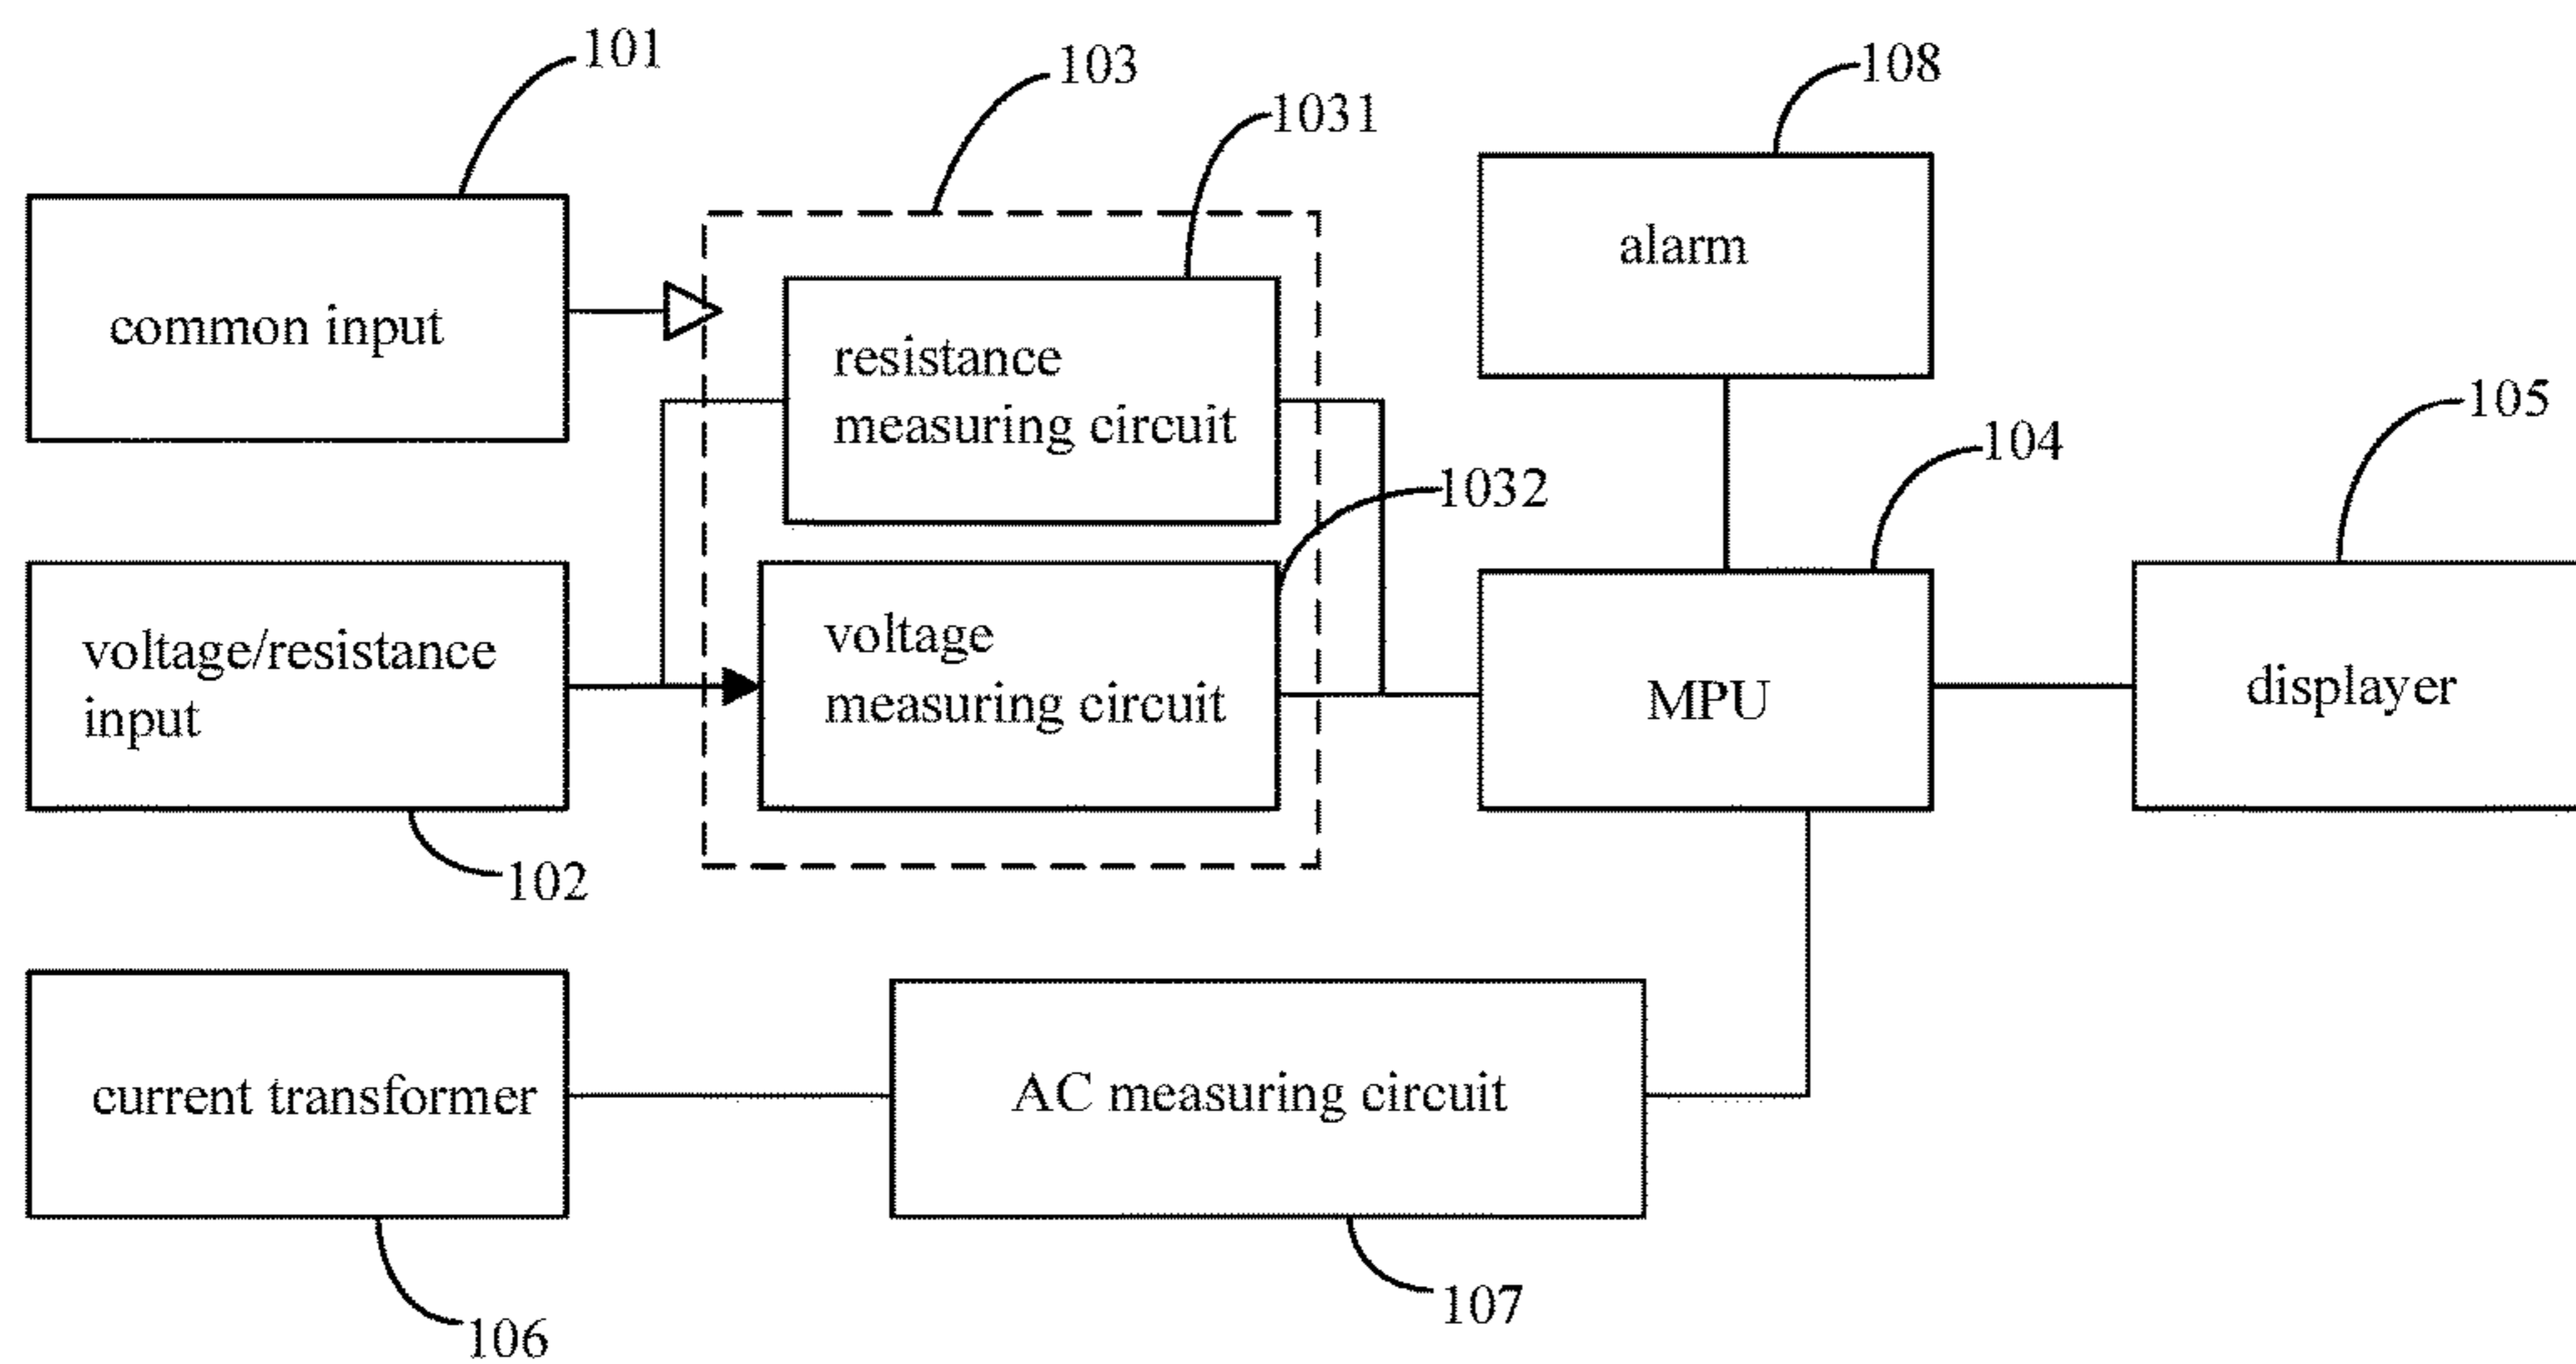 101
103
1031
108
common input
resistance
measuring circuit
alarm
105
104
1032
voltage/resistance
input
voltage
measuring circuit
MPU
displayer
102
current transformer
AC measuring circuit
107
106